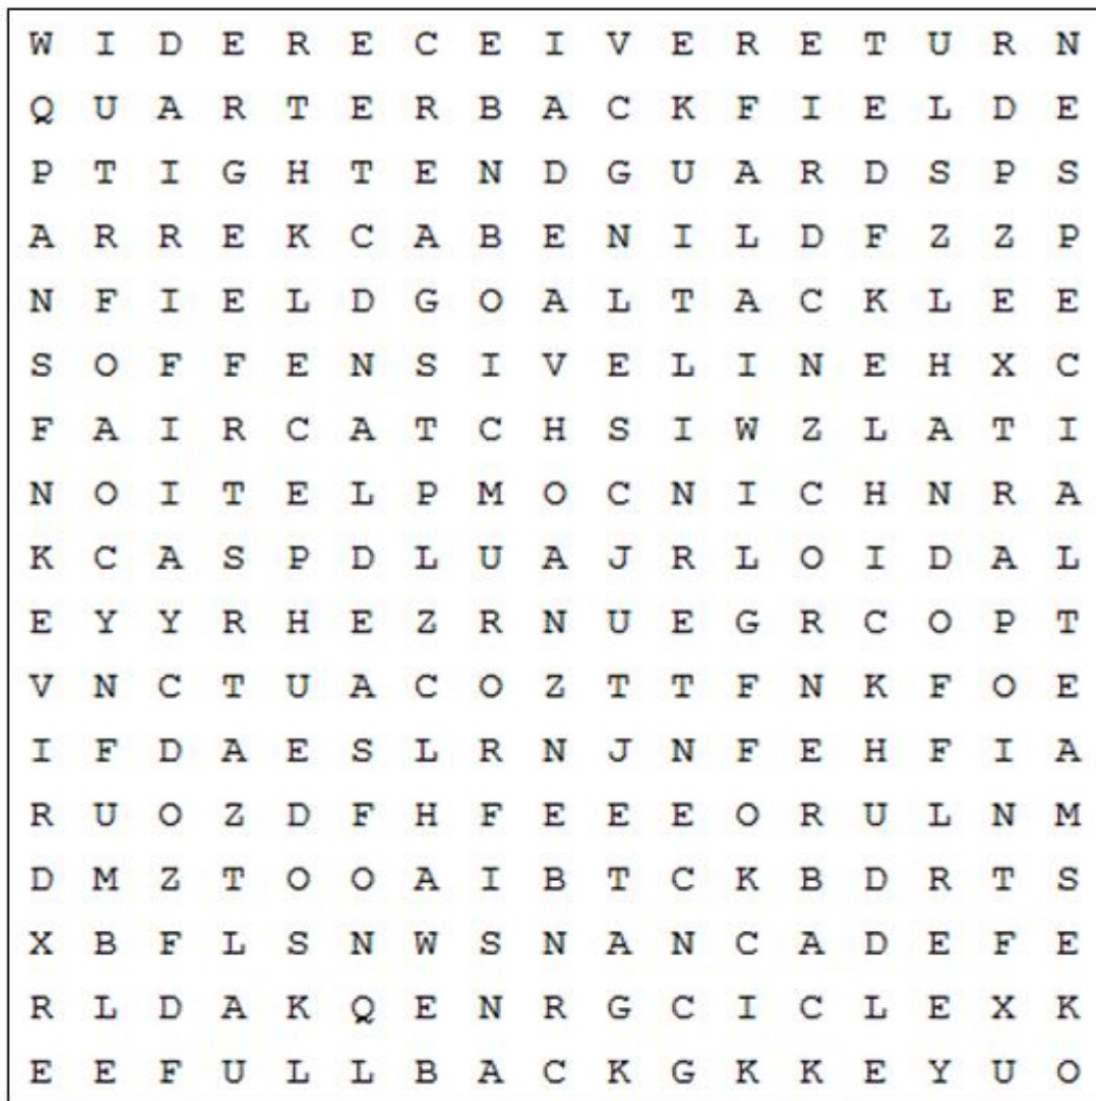 W I D E R E C E I V E R E T U R N
Q U A R T E R B A C K F I E L D E
P T I G H T E N D G U A R D S P S
A R R E K C A B E N I L D F Z Z P
N F I E L D G O A L T A C K L E E
S O F F E N S I V E L I N E H X C
F A I R C A T C H S I W Z L A T I
N O I T E L P M O C N I C H N R A
K C A S P D L U A J R L O I D A L
E Y Y R H E Z R N U E G R C O P T
V N C T U A C O Z T T F N K F O E
I F D A E S L R N J N F E H F I A
R U O Z D F H F E E E O R U L N M
D M Z T O O A I B T C K B D R T S
X B F L S N W S N A N C A D E F E
R L D A K Q E N R G C I C L E X K
E E F U L L B A C K G K K E Y U O